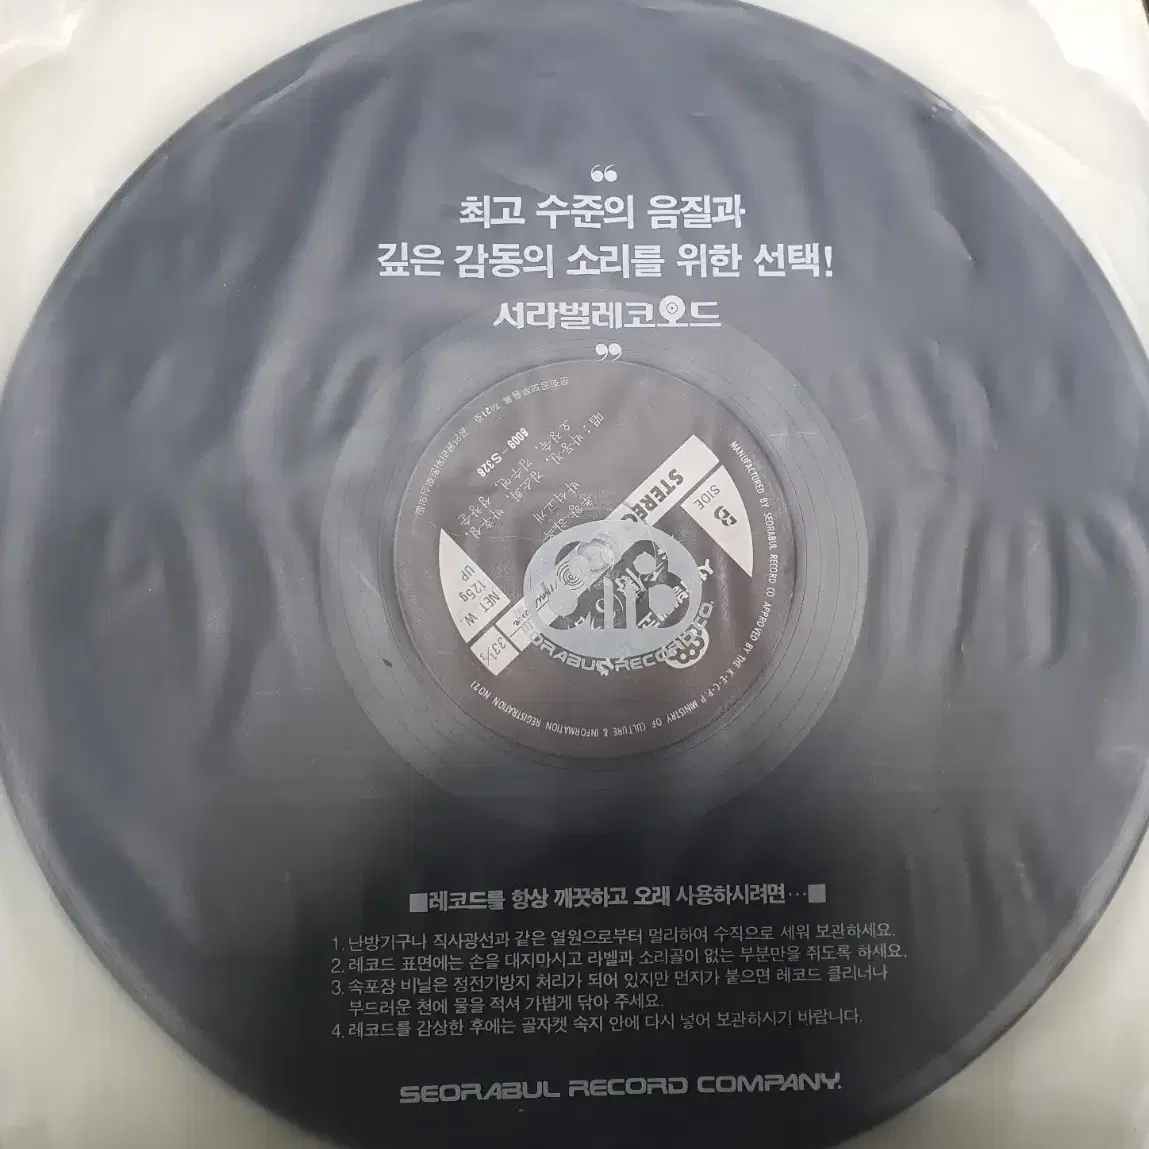 “
최고 수준의 음질과
깊은 감동의 소리를 위한 선택!
서라벌레코오드
”
MANUFACTURED BY SEORABUL RECORD CO. APPROVED BY THE K·E·C·P·P MINISTRY OF CULTURE & INFORMATION REGISTRATION NO.21
SIDE
STEREO
8008-S328
NET W.
125g
UP
33⅓
SEORABUL RECORD CO.
■레코드를 항상 깨끗하고 오래 사용하시려면…■
1. 난방기구나 직사광선과 같은 열원으로부터 멀리하여 수직으로 세워 보관하세요.
2. 레코드 표면에는 손을 대지마시고 라벨과 소리골이 없는 부분만을 쥐도록 하세요.
3. 속포장 비닐은 정전기방지 처리가 되어 있지만 먼지가 붙으면 레코드 클리너나
부드러운 천에 물을 적셔 가볍게 닦아 주세요.
4. 레코드를 감상한 후에는 골자켓 속지 안에 다시 넣어 보관하시기 바랍니다.
SEORABUL RECORD COMPANY.